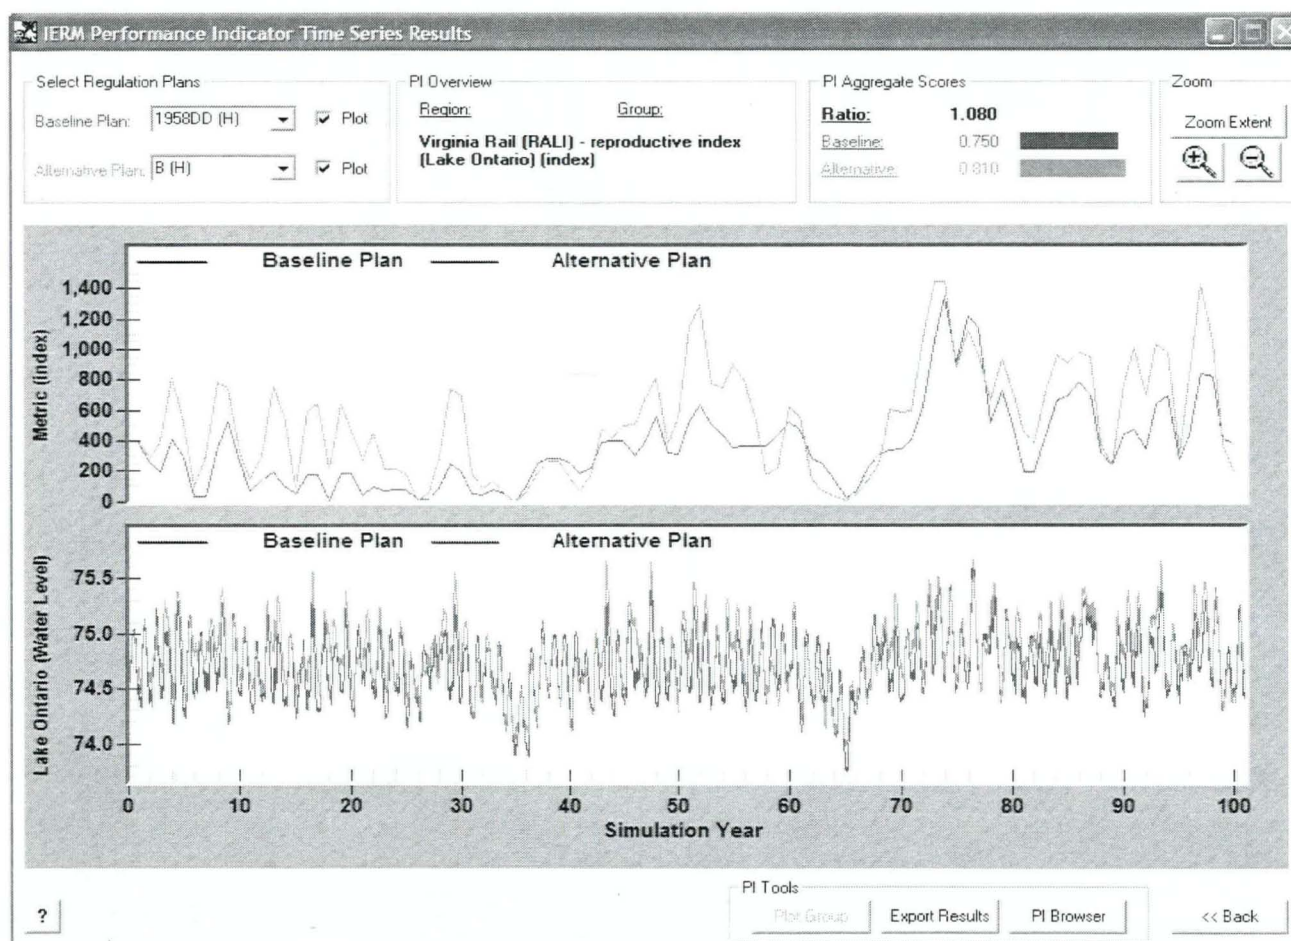 IERM Performance Indicator Time Series Results
Select Regulation Plans
Baseline Plan: 1958DD (H) Plot
Alternative Plan: B (H) Plot
PI Overview
Region: Group:
Virginia Rail (RALI) - reproductive index
(Lake Ontario) (index)
PI Aggregate Scores
Ratio: 1.080
Baseline: 0.750
Alternative: 0.810
Zoom
Zoom Extent
Baseline Plan Alternative Plan
Metric (index)
1,400
1,200
1,000
800
600
400
200
0
Baseline Plan Alternative Plan
Lake Ontario (Water Level)
75.5
75.0
74.5
74.0
0 10 20 30 40 50 60 70 80 90 100
Simulation Year
?
PI Tools
Plot Group Export Results PI Browser
<< Back